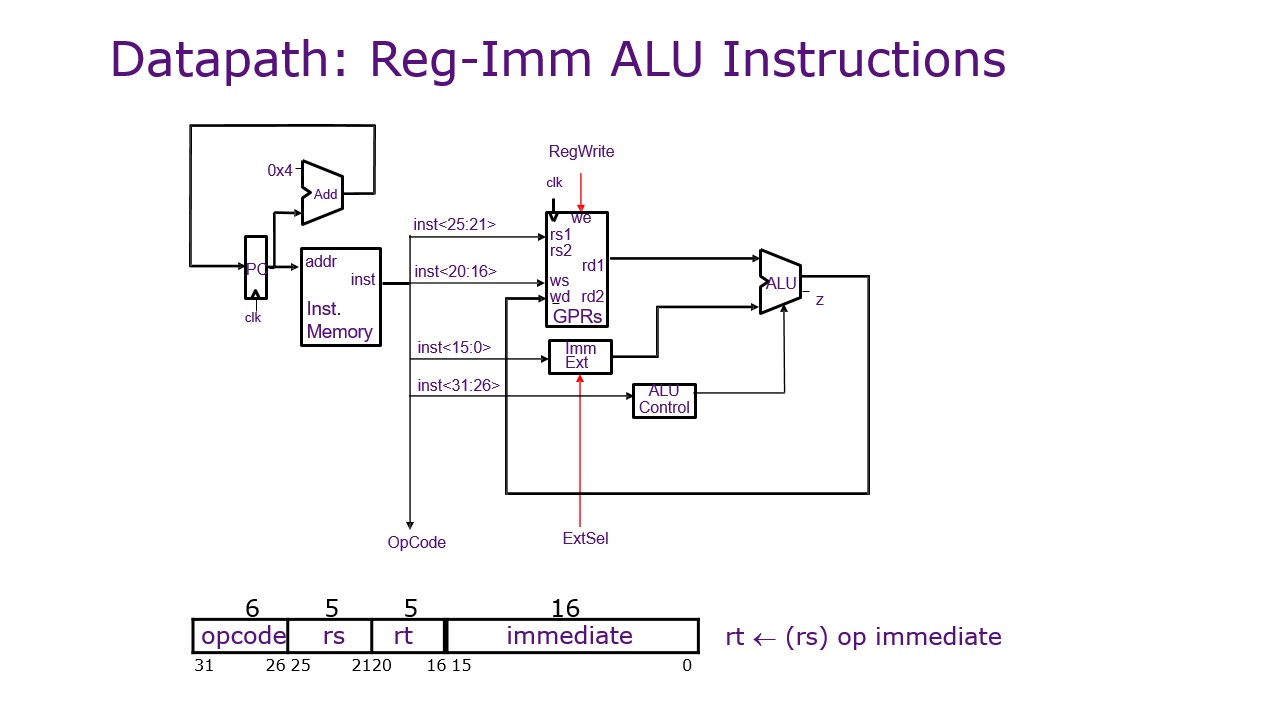 Datapath: Reg-Imm ALU Instructions
RegWrite
0x4
Add
clk
inst<25:21>
we
rs1
rs2
PC
addr
inst
inst<20:16>
rd1
ws
wd rd2
ALU
z
clk
Inst.
Memory
GPRs
inst<15:0>
Imm
Ext
inst<31:26>
ALU
Control
OpCode
ExtSel
6 5 5 16
opcode rs rt immediate
rt ← (rs) op immediate
31 26 25 2120 16 15 0